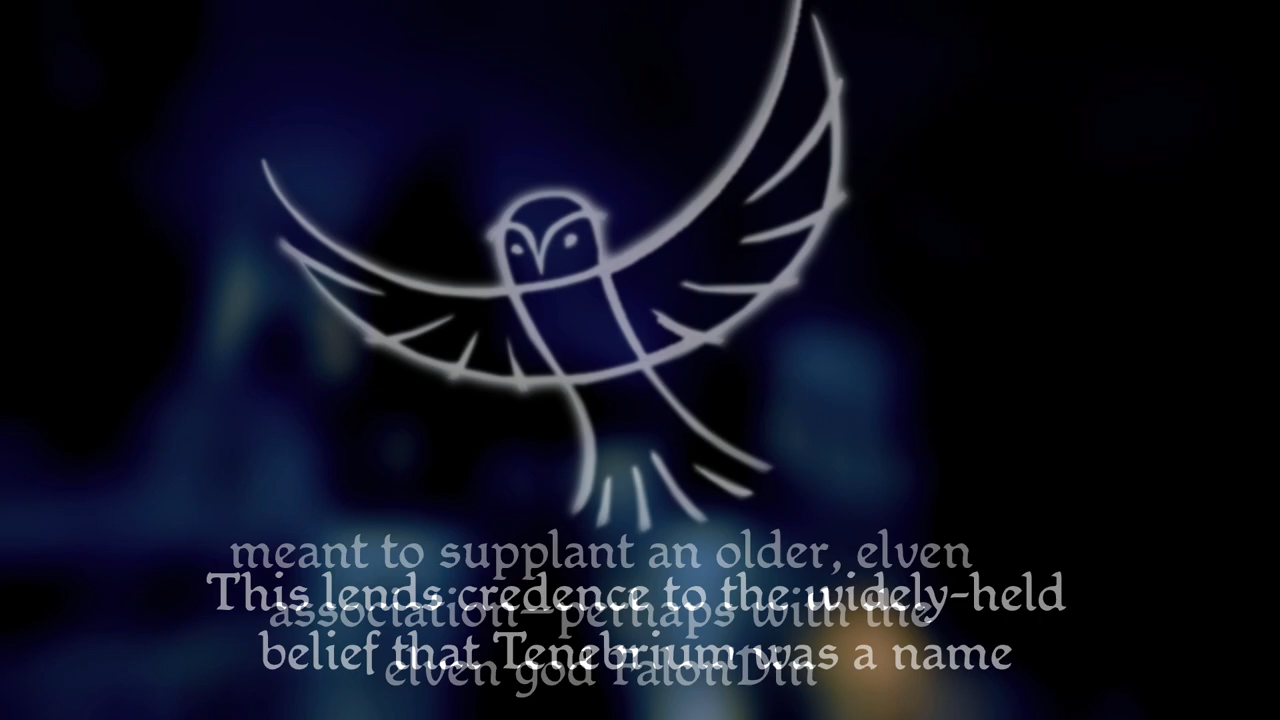 This lends credence to the widely-held
belief that Tenebrium was a name
meant to supplant an older, elven
association—perhaps with the
elven god FalonDin